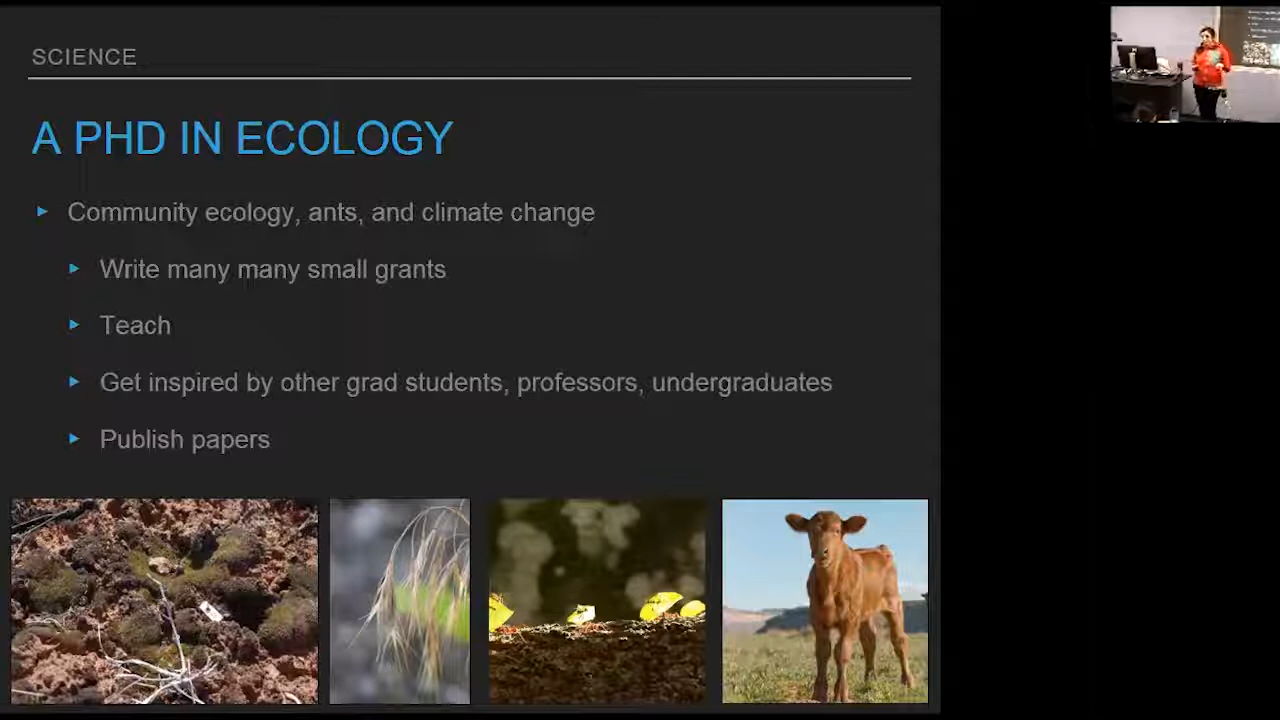 SCIENCE
A PHD IN ECOLOGY
Community ecology, ants, and climate change
Write many many small grants
Teach
Get inspired by other grad students, professors, undergraduates
Publish papers